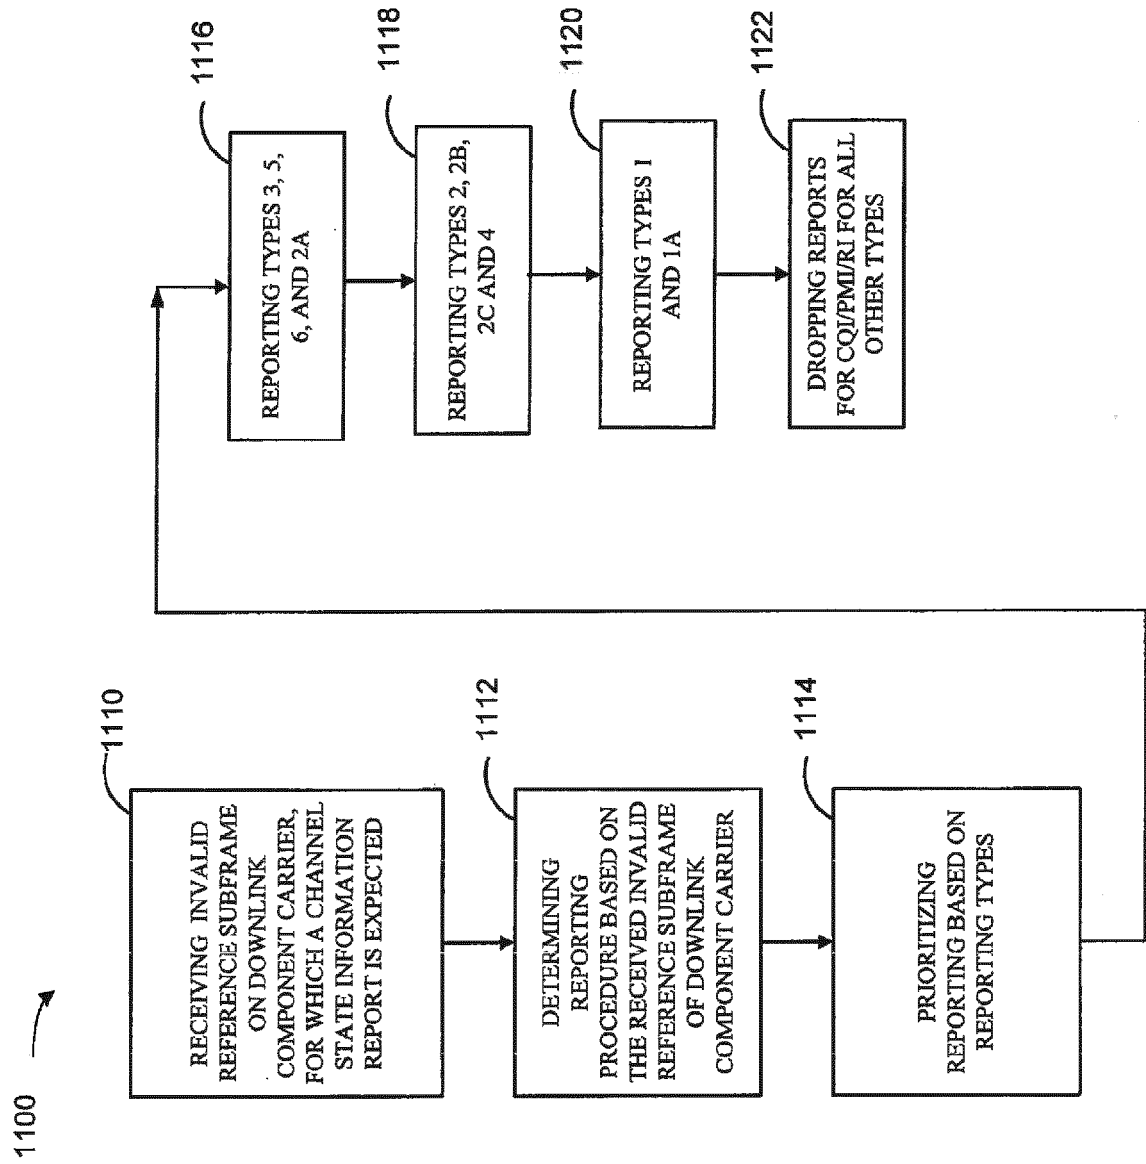 1100
1110
RECEIVING INVALID
REFERENCE SUBFRAME
ON DOWNLINK
COMPONENT CARRIER,
FOR WHICH A CHANNEL
STATE INFORMATION
REPORT IS EXPECTED
1112
DETERMINING
REPORTING
PROCEDURE BASED ON
THE RECEIVED INVALID
REFERENCE SUBFRAME
OF DOWNLINK
COMPONENT CARRIER
1114
PRIORITIZING
REPORTING BASED ON
REPORTING TYPES
1116
REPORTING TYPES 3, 5,
6, AND 2A
1118
REPORTING TYPES 2, 2B,
2C AND 4
1120
REPORTING TYPES 1
AND 1A
1122
DROPPING REPORTS
FOR CQI/PMI/RI FOR ALL
OTHER TYPES